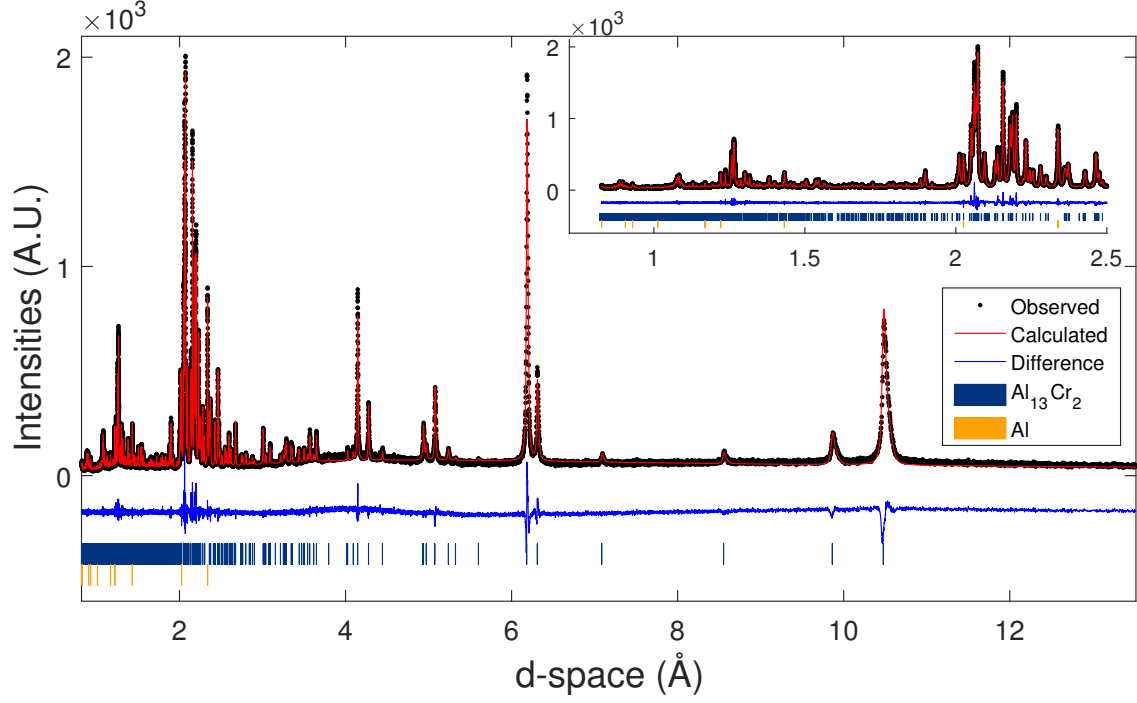 ×10³
×10³
2
1
0
Intensities (A.U.)
2
1
0
1
1.5
2
2.5
Observed
Calculated
Difference
Al₁₃Cr₂
Al
2
4
6
8
10
12
d-space (Å)